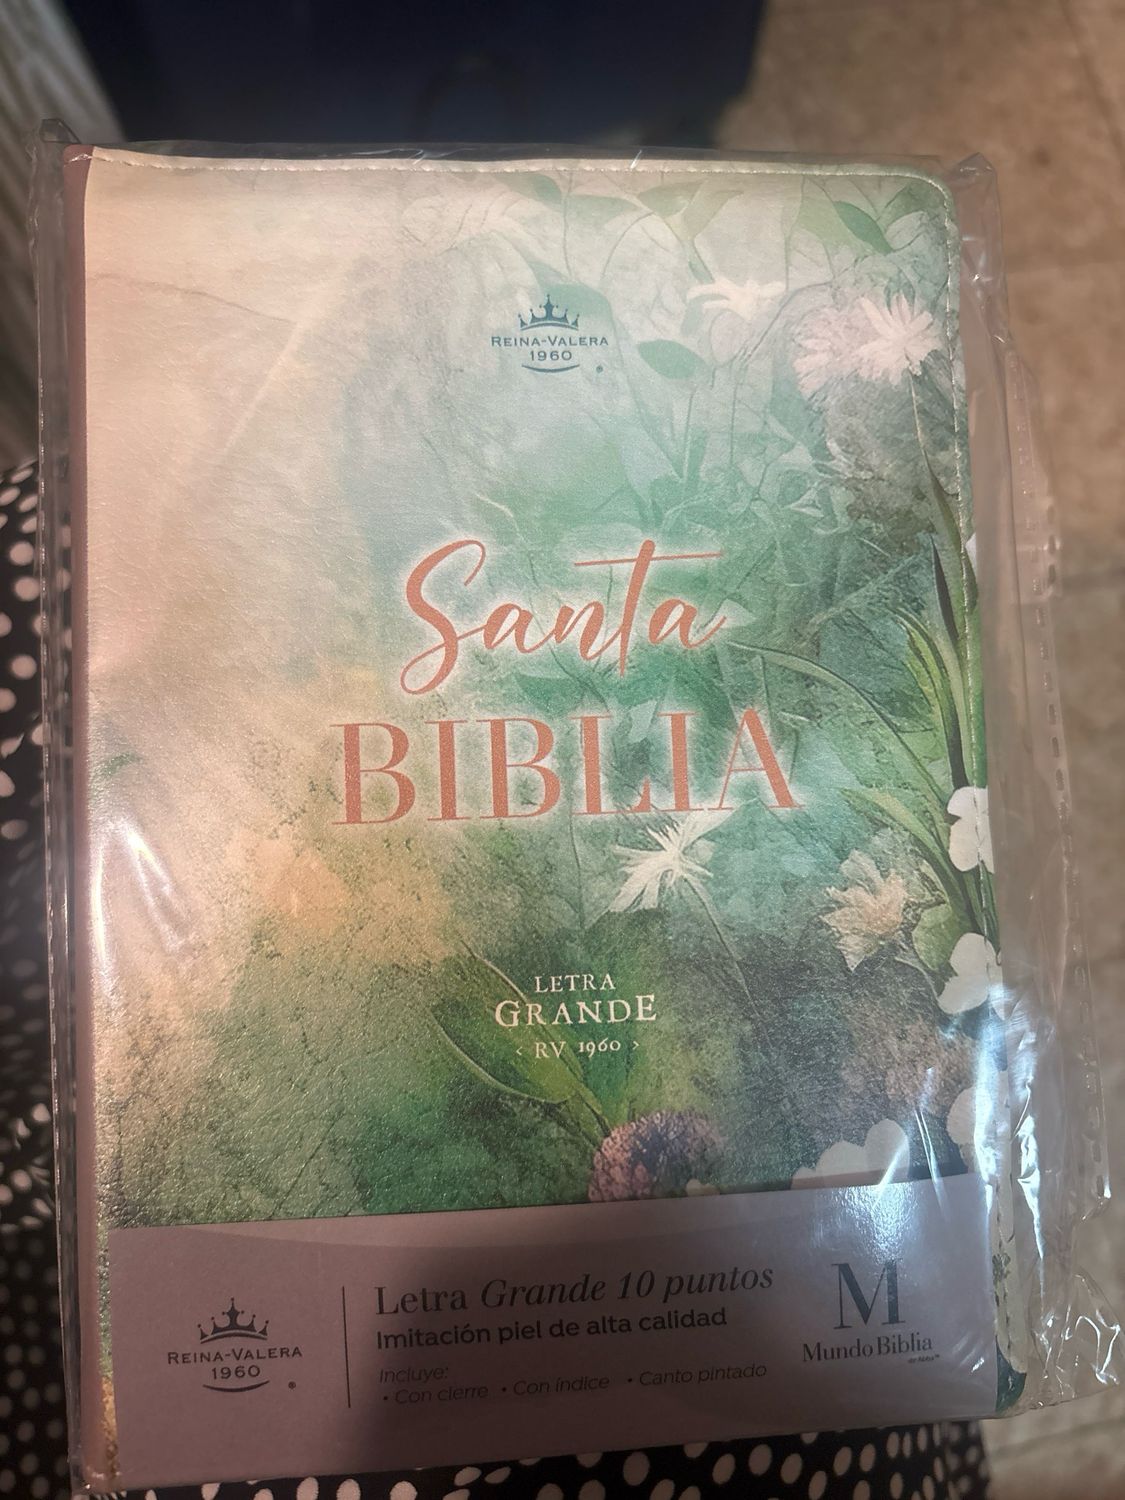 REINA-VALERA
1960
®
Santa
BIBLIA
LETRA
GRANDE
‹ RV 1960 ›
REINA-VALERA
1960
®
Letra Grande 10 puntos
Imitación piel de alta calidad
Incluye:
• Con cierre • Con índice • Canto pintado
M
Mundo Biblia